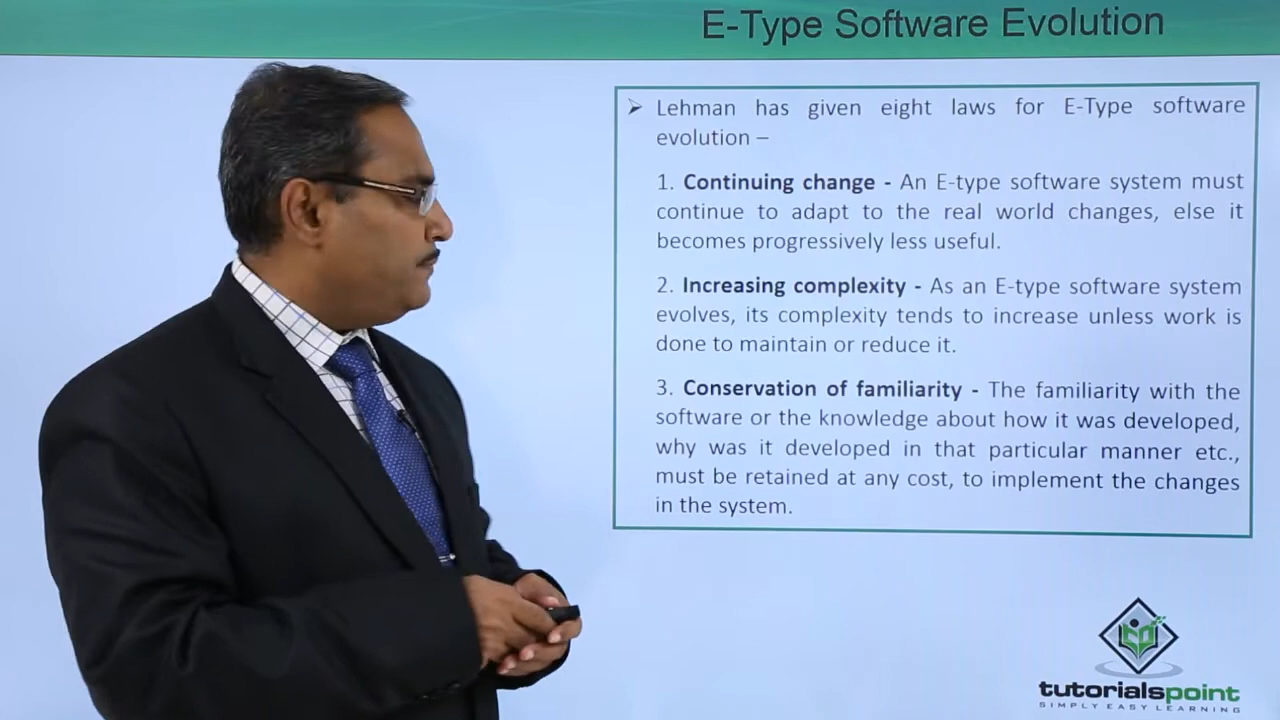 E-Type Software Evolution
➢ Lehman has given eight laws for E-Type software
evolution –
1. Continuing change - An E-type software system must
continue to adapt to the real world changes, else it
becomes progressively less useful.
2. Increasing complexity - As an E-type software system
evolves, its complexity tends to increase unless work is
done to maintain or reduce it.
3. Conservation of familiarity - The familiarity with the
software or the knowledge about how it was developed,
why was it developed in that particular manner etc.,
must be retained at any cost, to implement the changes
in the system.
tutorialspoint
SIMPLY EASY LEARNING